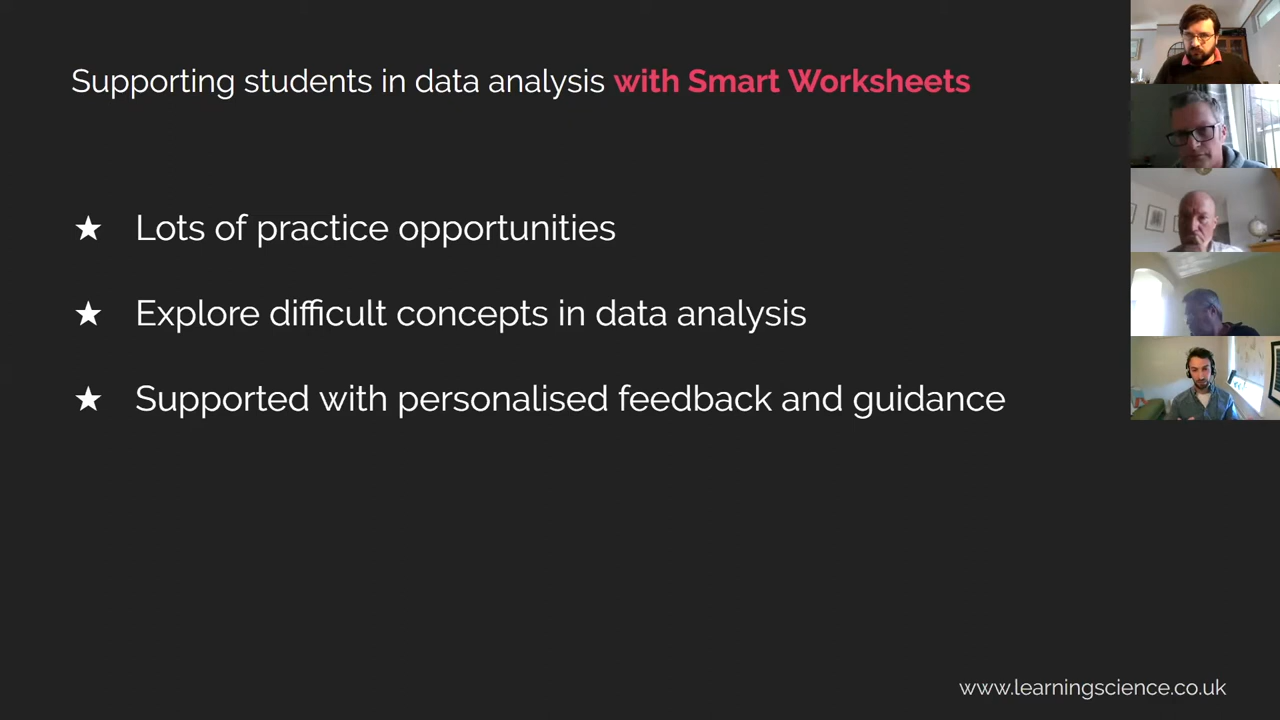 Supporting students in data analysis with Smart Worksheets
★ Lots of practice opportunities
★ Explore difficult concepts in data analysis
★ Supported with personalised feedback and guidance
www.learningscience.co.uk